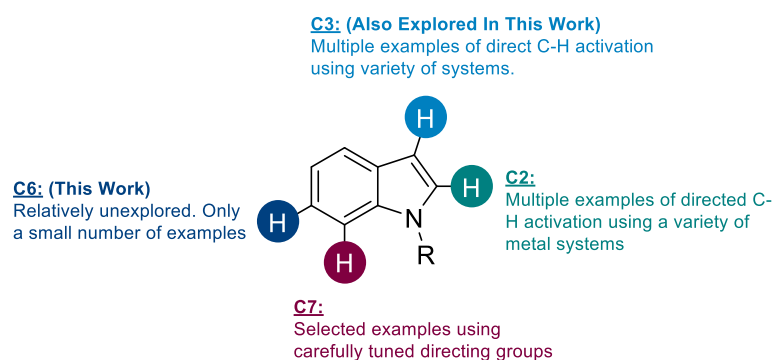 C3: (Also Explored In This Work)
Multiple examples of direct C-H activation
using variety of systems.
H
C6: (This Work)
Relatively unexplored. Only
a small number of examples
H
H
C2:
Multiple examples of directed C-
H activation using a variety of
metal systems
N
R
H
C7:
Selected examples using
carefully tuned directing groups